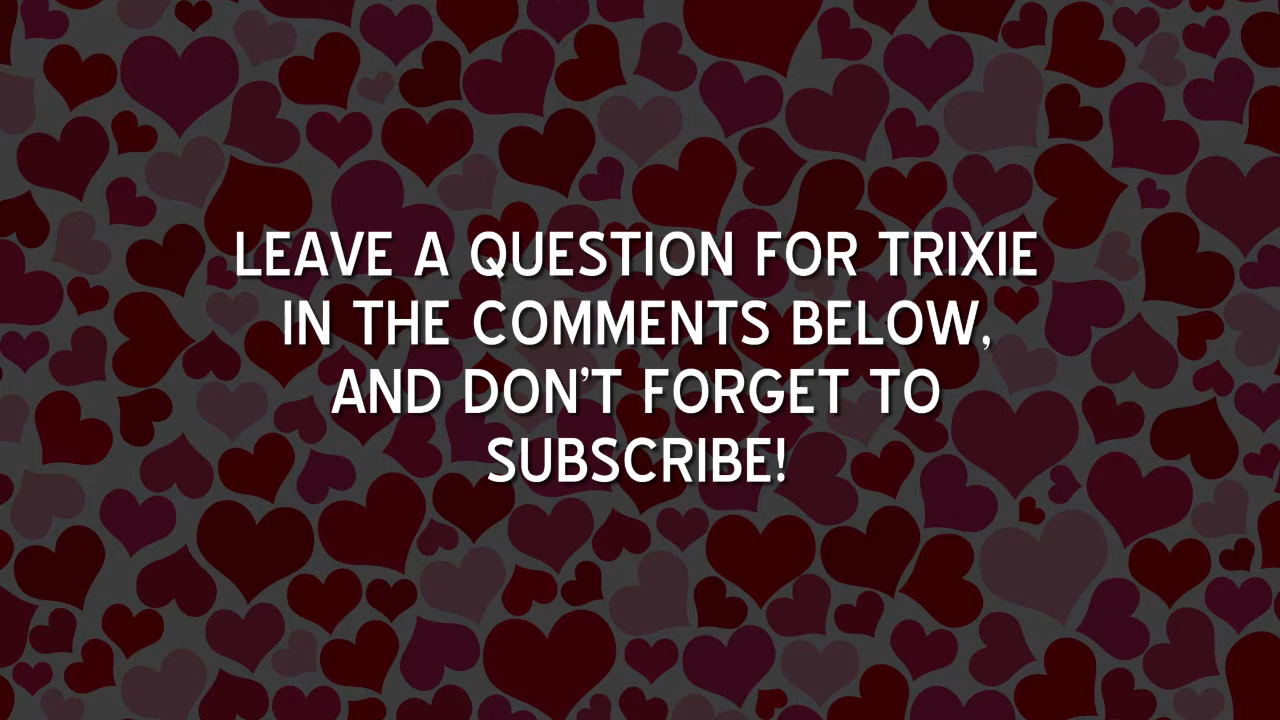 LEAVE A QUESTION FOR TRIXIE
IN THE COMMENTS BELOW,
AND DON'T FORGET TO
SUBSCRIBE!